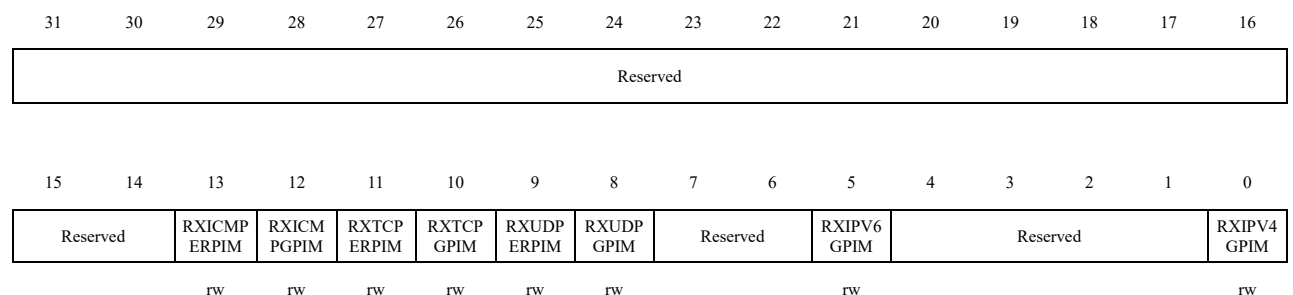 31 30 29 28 27 26 25 24 23 22 21 20 19 18 17 16
Reserved
15 14 13 12 11 10 9 8 7 6 5 4 3 2 1 0
Reserved RXICMP ERPIM RXICM PGPIM RXTCP ERPIM RXTCP GPIM RXUDP ERPIM RXUDP GPIM Reserved RXIPV6 GPIM Reserved RXIPV4 GPIM
rw rw rw rw rw rw rw rw